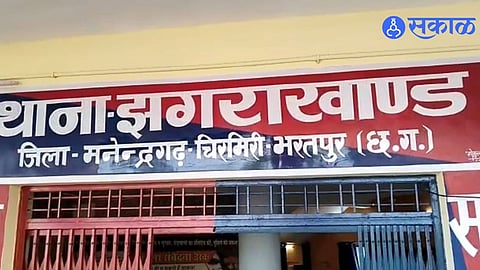 सकाळ
थाना-झगराखाण्ड
जिला - मनेन्द्रगढ़ - चिरमिरी - भरतपुर (छ.ग.)